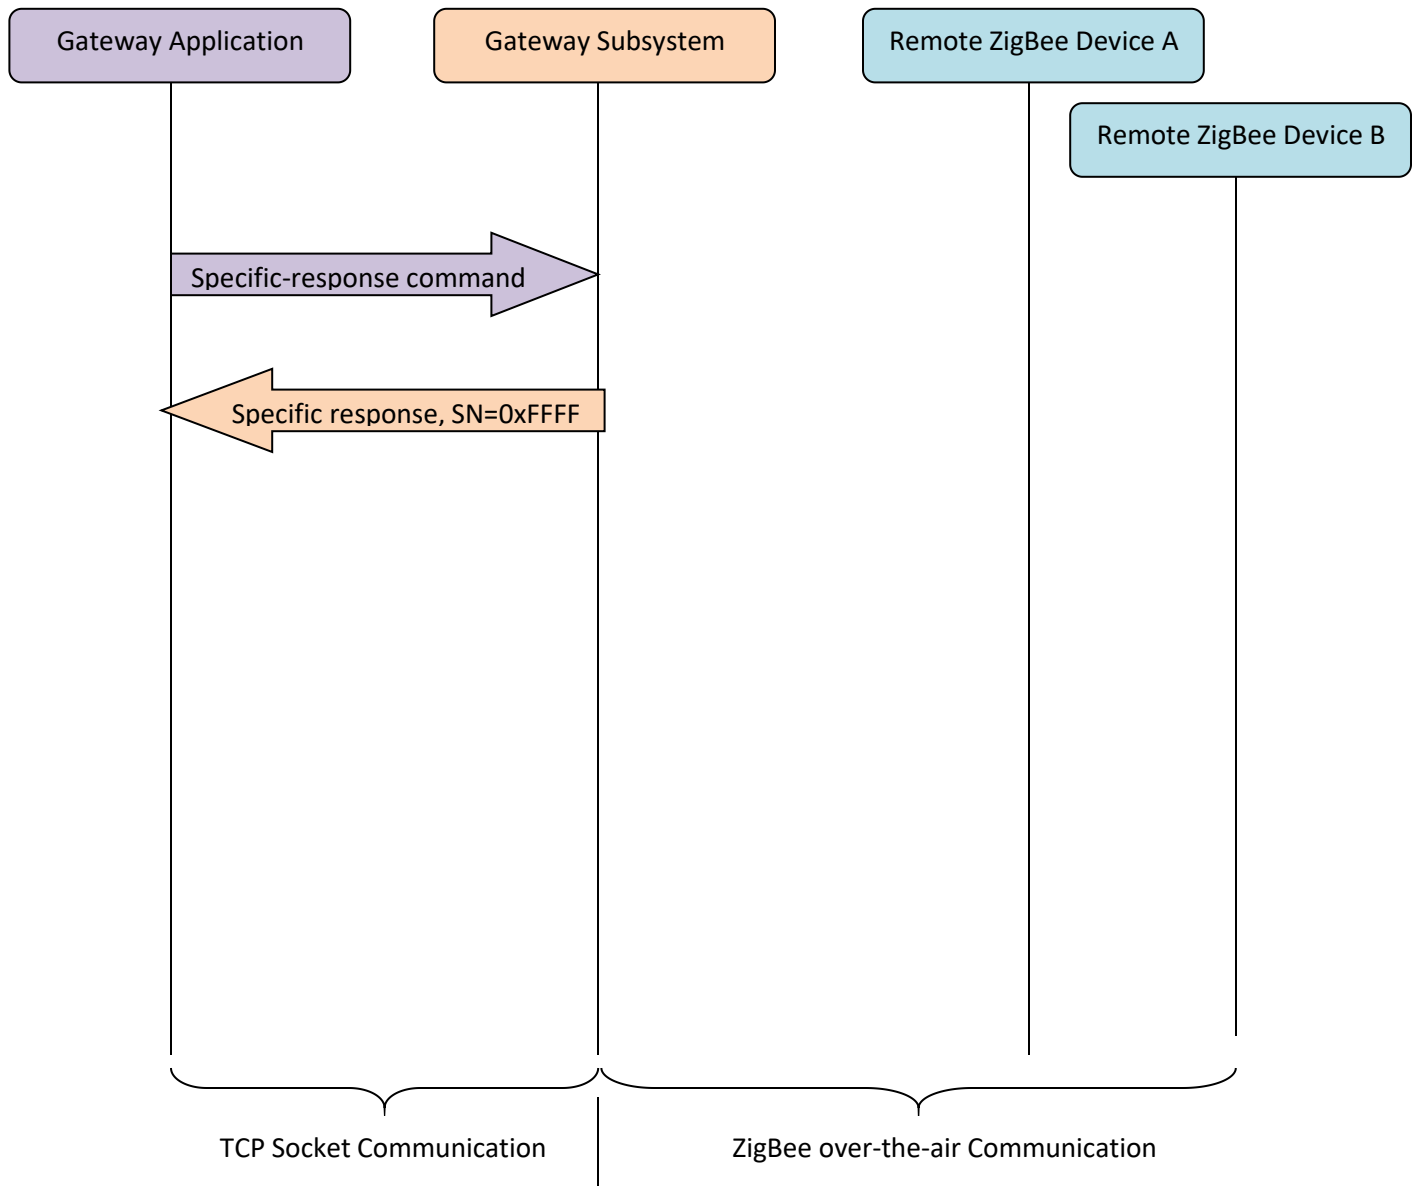 Gateway Application
Gateway Subsystem
Remote ZigBee Device A
Remote ZigBee Device B
Specific-response command
Specific response, SN=0xFFFF
TCP Socket Communication
ZigBee over-the-air Communication